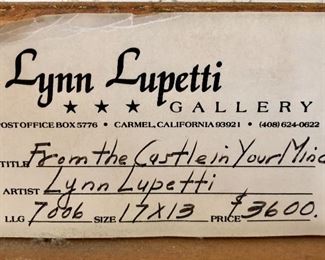 Lynn Lupetti
★ ★ ★ GALLERY
POST OFFICE BOX 5776 • CARMEL, CALIFORNIA 93921 • (408) 624-0622
TITLE From the Castle in Your Mind
ARTIST Lynn Lupetti
LLG 7006 SIZE 17X13 PRICE $3600.